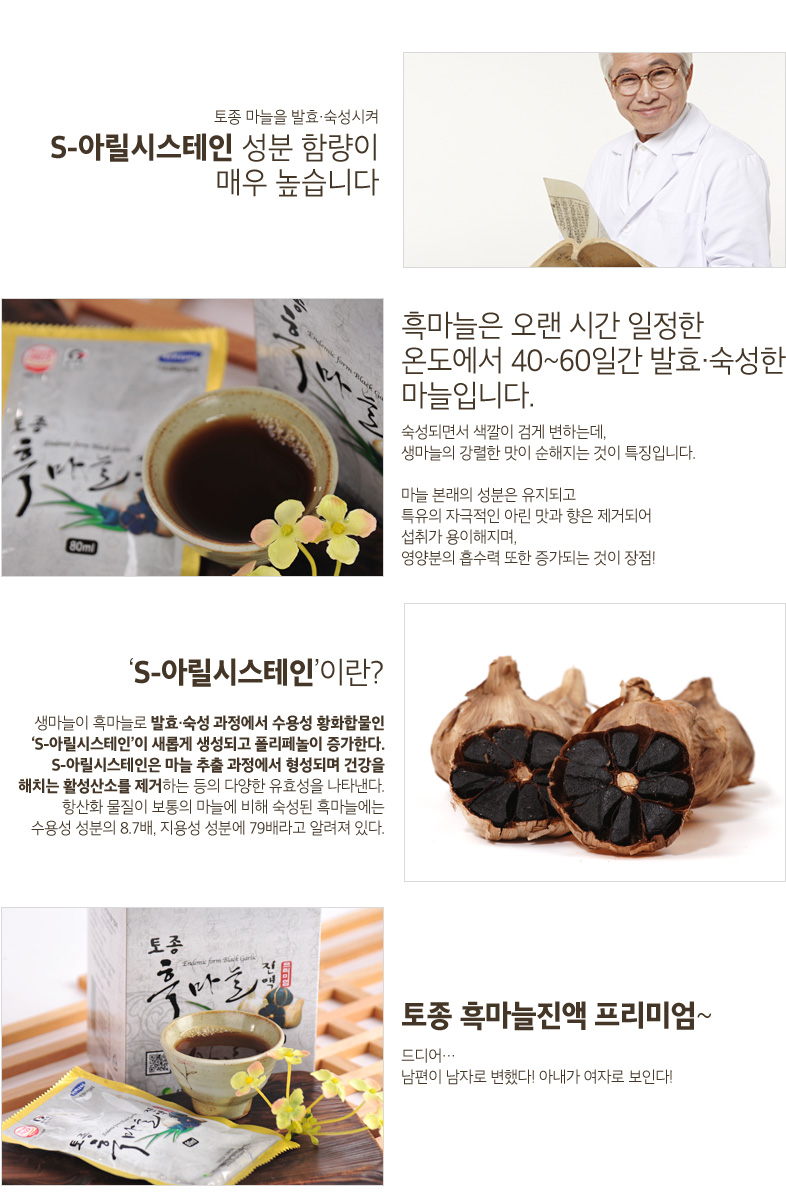 토종 마늘을 발효·숙성시켜
S-아릴시스테인 성분 함량이
매우 높습니다
흑마늘은 오랜 시간 일정한
온도에서 40~60일간 발효·숙성한
마늘입니다.
숙성되면서 색깔이 검게 변하는데,
생마늘의 강렬한 맛이 순해지는 것이 특징입니다.
마늘 본래의 성분은 유지되고
특유의 자극적인 아린 맛과 향은 제거되어
섭취가 용이해지며,
영양분의 흡수력 또한 증가되는 것이 장점!
토종
Endemic form Black Garlic
흑마늘
80ml
Endemic form Black Ga
흑마늘
‘S-아릴시스테인’이란?
생마늘이 흑마늘로 발효·숙성 과정에서 수용성 황화합물인
‘S-아릴시스테인’이 새롭게 생성되고 폴리페놀이 증가한다.
S-아릴시스테인은 마늘 추출 과정에서 형성되며 건강을
해치는 활성산소를 제거하는 등의 다양한 유효성을 나타낸다.
항산화 물질이 보통의 마늘에 비해 숙성된 흑마늘에는
수용성 성분의 8.7배, 지용성 성분에 79배라고 알려져 있다.
토종
Endemic form Black Garlic
흑마늘
진액
프리미엄
토종
흑마늘
진액
토종 흑마늘진액 프리미엄~
드디어…
남편이 남자로 변했다! 아내가 여자로 보인다!